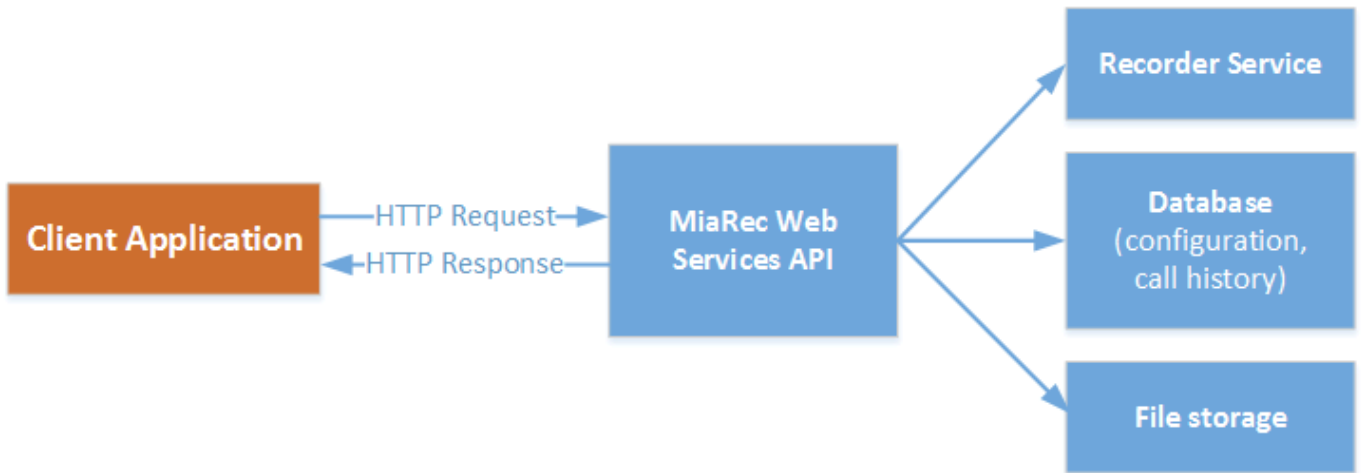 Client Application
HTTP Request
HTTP Response
MiaRec Web
Services API
Recorder Service
Database
(configuration,
call history)
File storage